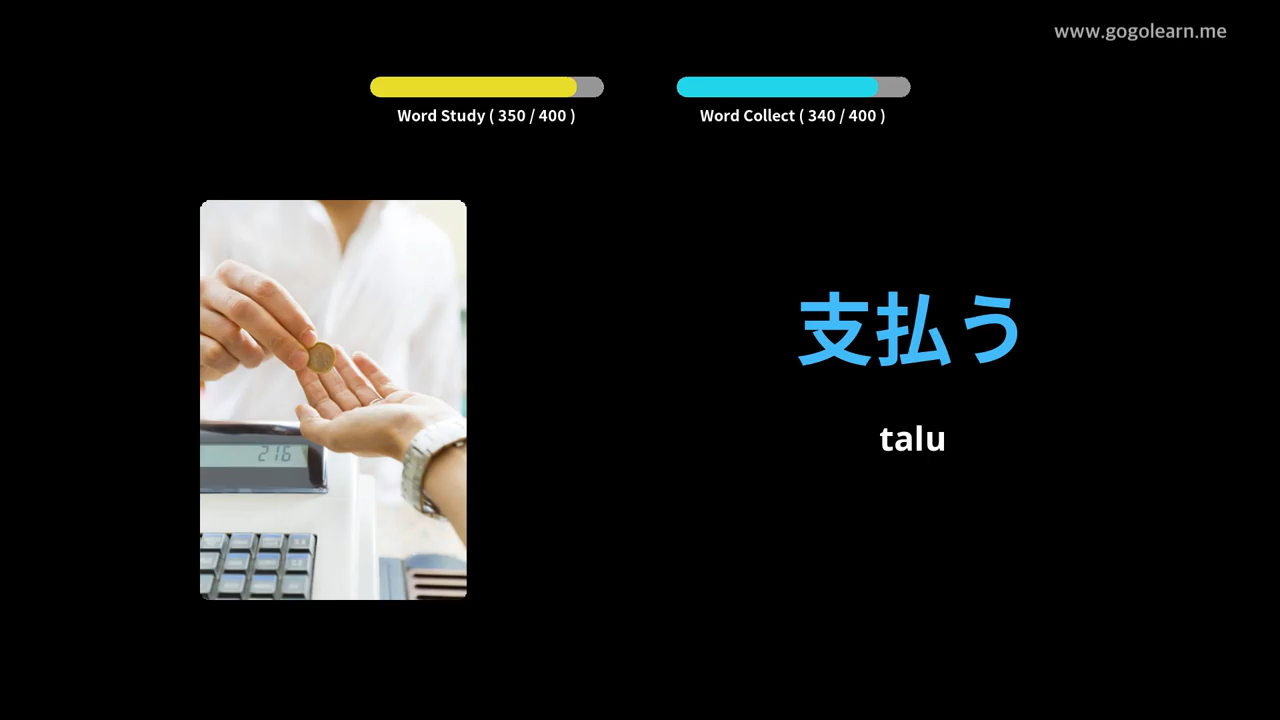 www.gogolearn.me
Word Study ( 350 / 400 )
Word Collect ( 340 / 400 )
支払う
talu
216